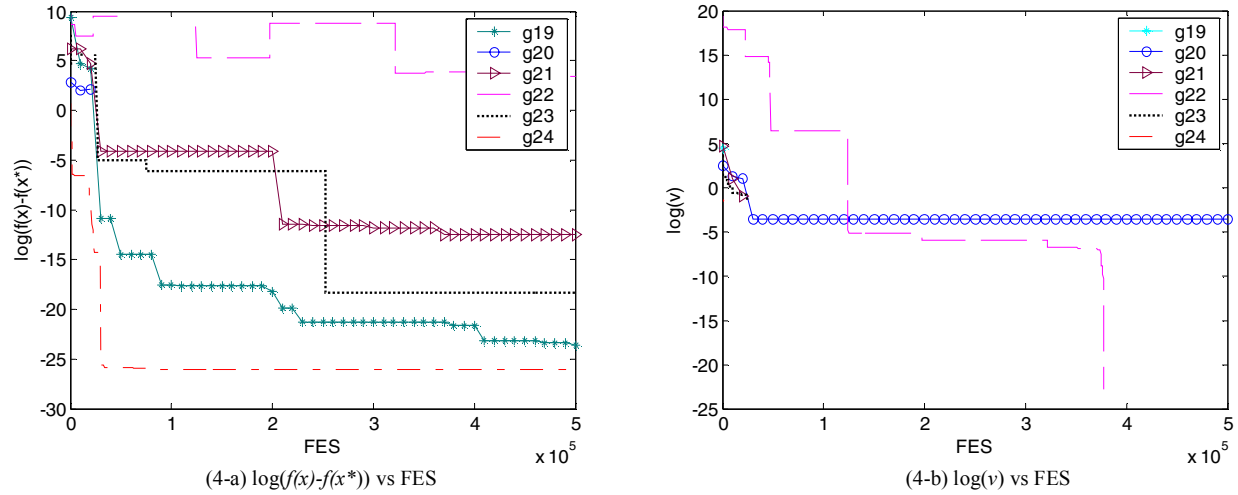 10
5
0
-5
-10
-15
-20
-25
-30
log(f(x)-f(x*))
0
1
2
3
4
5
FES
x 10^5
g19
g20
g21
g22
g23
g24
(4-a) log(f(x)-f(x*)) vs FES
20
15
10
5
0
-5
-10
-15
-20
-25
log(v)
0
1
2
3
4
5
FES
x 10^5
g19
g20
g21
g22
g23
g24
(4-b) log(v) vs FES